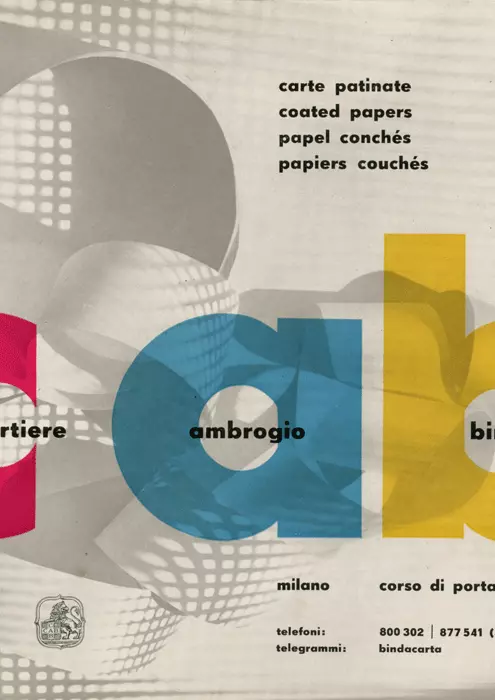 carte patinate
coated papers
papel conchés
papiers couchés
c a b
rtiere ambrogio bi
milano corso di porta
telefoni: 800 302 | 877 541 (
telegrammi: bindacarta